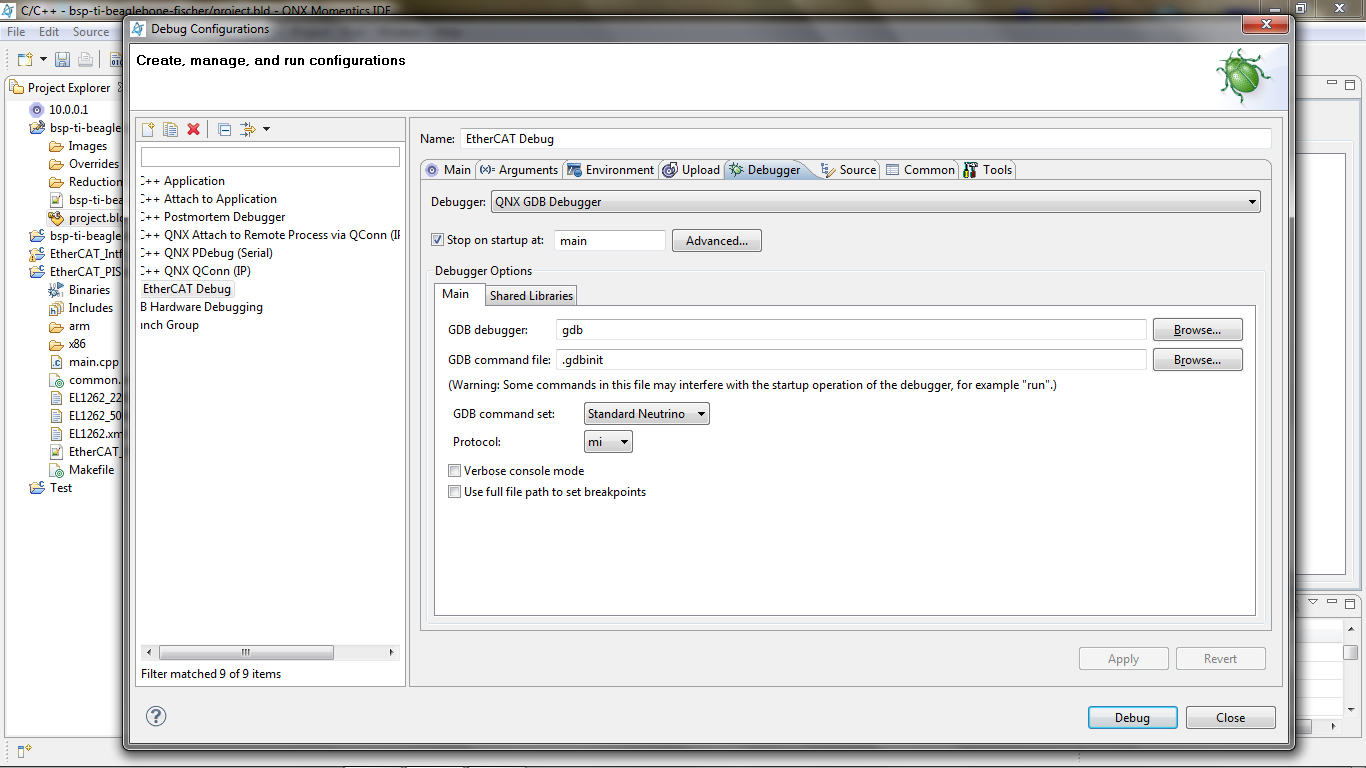 C/C++ - bsp-ti-beaglebone-fischer/project.bld - QNX Momentics IDE
File Edit Source
Debug Configurations
Create, manage, and run configurations
Project Explorer
10.0.0.1
bsp-ti-beagle
Images
Overrides
Reduction
bsp-ti-bea
project.bld
bsp-ti-beagle
EtherCAT_Intf
EtherCAT_PIS
Binaries
Includes
arm
x86
main.cpp
common.
EL1262_22
EL1262_50
EL1262.xm
EtherCAT_
Makefile
Test
C++ Application
C++ Attach to Application
C++ Postmortem Debugger
C++ QNX Attach to Remote Process via QConn (IP
C++ QNX PDebug (Serial)
C++ QNX QConn (IP)
EtherCAT Debug
B Hardware Debugging
unch Group
Filter matched 9 of 9 items
Name: EtherCAT Debug
Main Arguments Environment Upload Debugger Source Common Tools
Debugger: QNX GDB Debugger
Stop on startup at: main Advanced...
Debugger Options
Main Shared Libraries
GDB debugger: gdb Browse...
GDB command file: .gdbinit Browse...
(Warning: Some commands in this file may interfere with the startup operation of the debugger, for example "run".)
GDB command set: Standard Neutrino
Protocol: mi
Verbose console mode
Use full file path to set breakpoints
Apply Revert
Debug Close